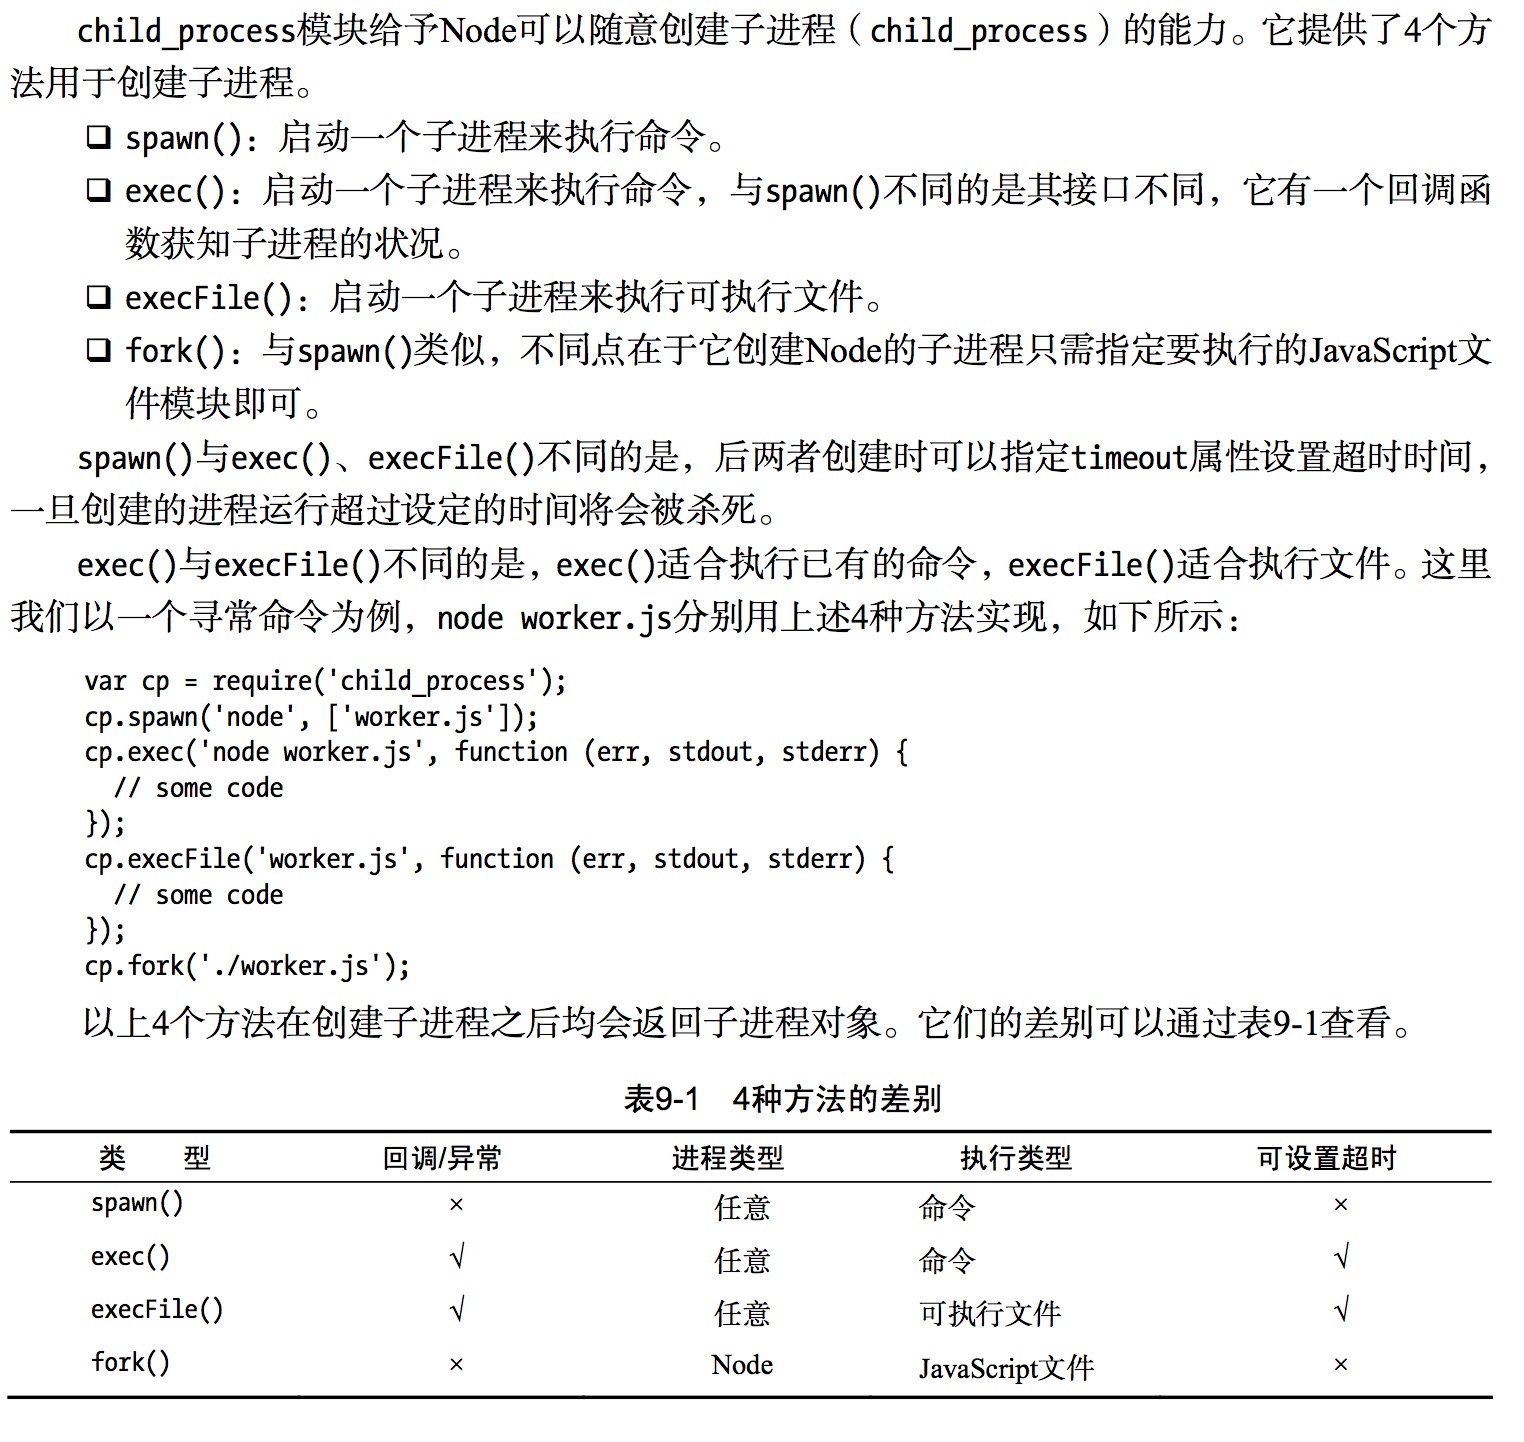 child_process模块给予Node可以随意创建子进程（child_process）的能力。它提供了4个方
法用于创建子进程。
❑ spawn()：启动一个子进程来执行命令。
❑ exec()：启动一个子进程来执行命令，与spawn()不同的是其接口不同，它有一个回调函
数获知子进程的状况。
❑ execFile()：启动一个子进程来执行可执行文件。
❑ fork()：与spawn()类似，不同点在于它创建Node的子进程只需指定要执行的JavaScript文
件模块即可。
spawn()与exec()、execFile()不同的是，后两者创建时可以指定timeout属性设置超时时间，
一旦创建的进程运行超过设定的时间将会被杀死。
exec()与execFile()不同的是，exec()适合执行已有的命令，execFile()适合执行文件。这里
我们以一个寻常命令为例，node worker.js分别用上述4种方法实现，如下所示：
var cp = require('child_process');
cp.spawn('node', ['worker.js']);
cp.exec('node worker.js', function (err, stdout, stderr) {
  // some code
});
cp.execFile('worker.js', function (err, stdout, stderr) {
  // some code
});
cp.fork('./worker.js');
以上4个方法在创建子进程之后均会返回子进程对象。它们的差别可以通过表9-1查看。
表9-1 4种方法的差别
类 型 回调/异常 进程类型 执行类型 可设置超时
spawn() × 任意 命令 ×
exec() √ 任意 命令 √
execFile() √ 任意 可执行文件 √
fork() × Node JavaScript文件 ×